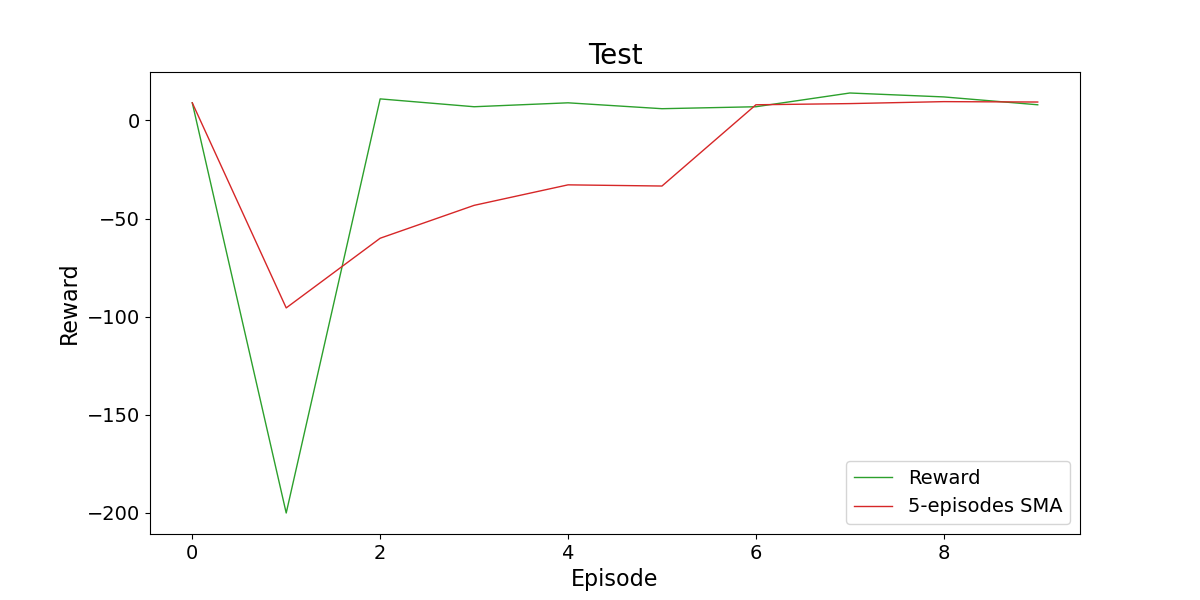 Test
Reward
0
−50
−100
−150
−200
0 2 4 6 8
Episode
Reward
5-episodes SMA